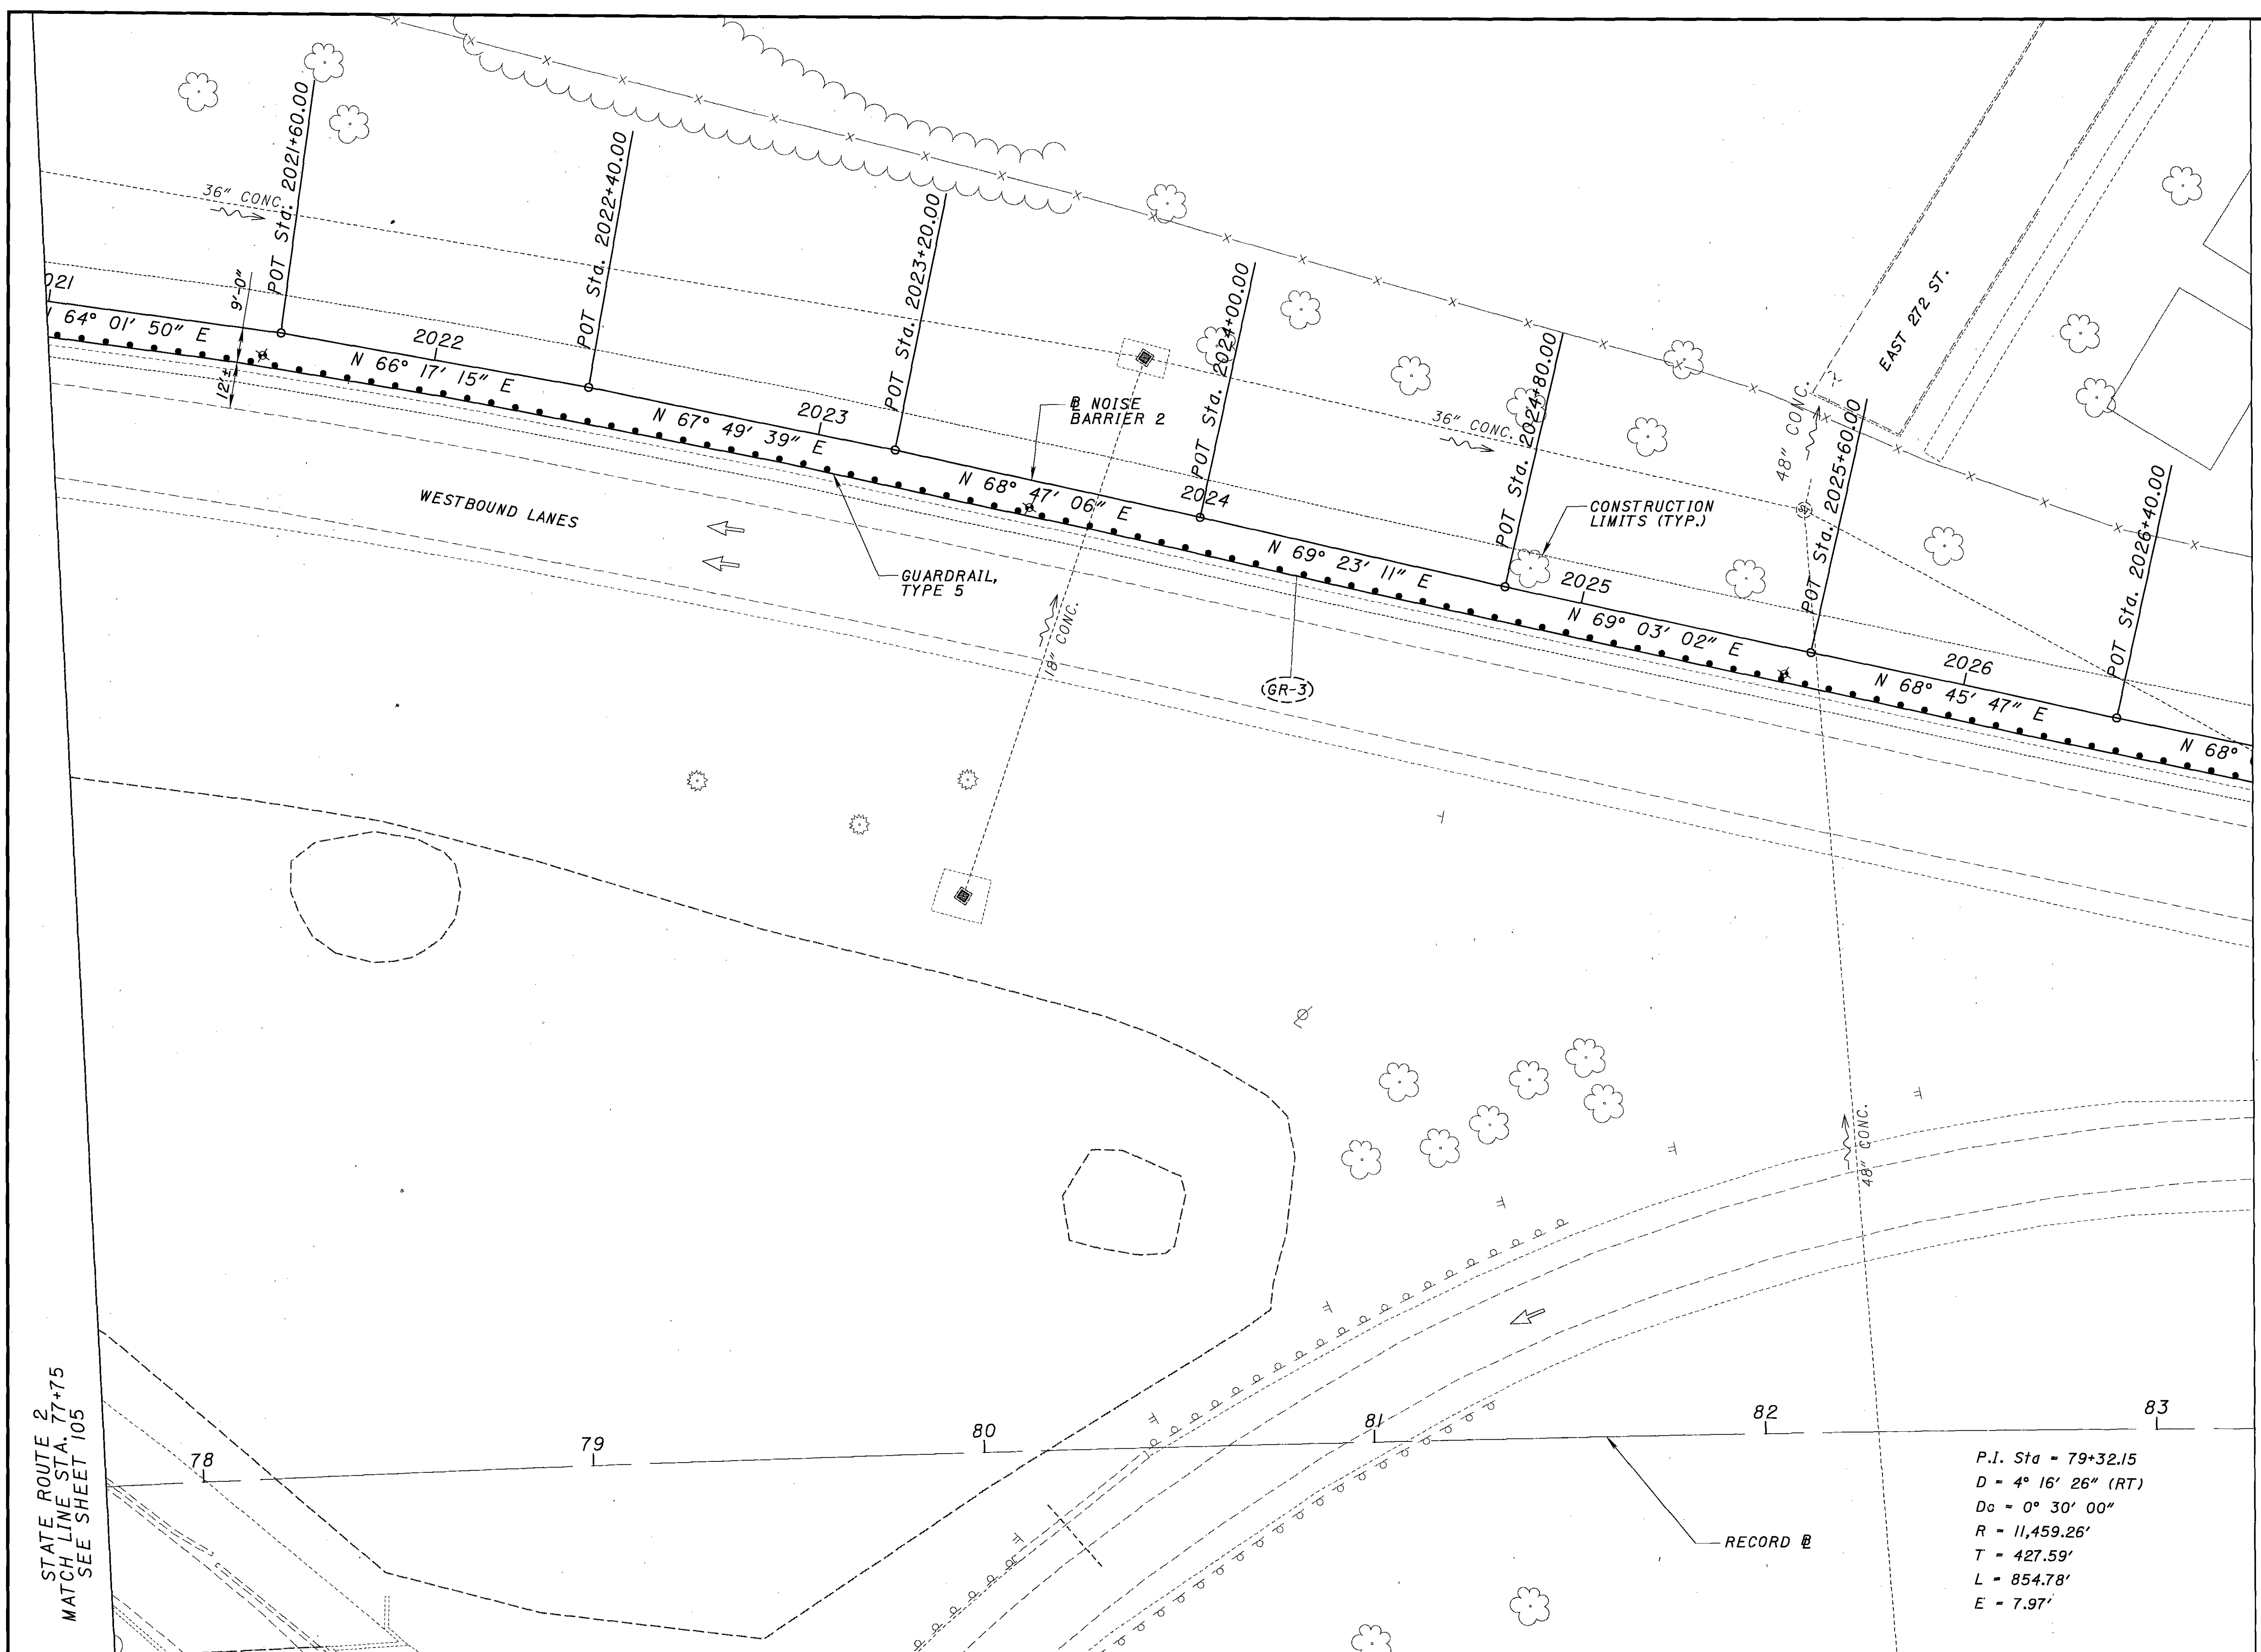 POT Sta. 2021+60.00
POT Sta. 2022+40.00
POT Sta. 2023+20.00
POT Sta. 2024+00.00
POT Sta. 2024+80.00
POT Sta. 2025+60.00
POT Sta. 2026+40.00
36" CONC.
EAST 272 ST.
021
9'-0"
12'±
64° 01' 50" E
2022
N 66° 17' 15" E
2023
N 67° 49' 39" E
℔ NOISE
BARRIER 2
N 68° 47' 06" E
2024
36" CONC.
48" CONC.
CONSTRUCTION
LIMITS (TYP.)
N 69° 23' 11" E
2025
N 69° 03' 02" E
2026
N 68° 45' 47" E
N 68°
WESTBOUND LANES
GUARDRAIL,
TYPE 5
18" CONC.
(GR-3)
48" CONC.
78
79
80
81
82
83
RECORD ℔
P.I. Sta = 79+32.15
D = 4° 16' 26" (RT)
Dc = 0° 30' 00"
R = 11,459.26'
T = 427.59'
L = 854.78'
E = 7.97'
STATE ROUTE 2
MATCH LINE STA. 77+75
SEE SHEET 105